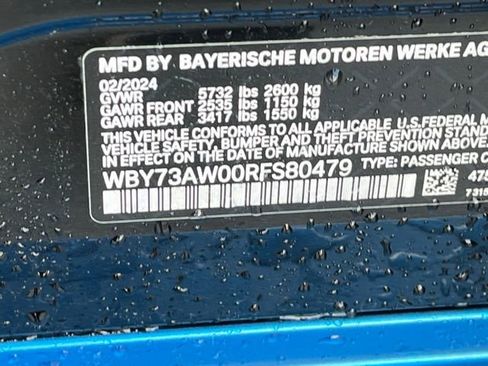 MFD BY BAYERISCHE MOTOREN WERKE AG
02/2024
GVWR 5732 lbs 2600 kg
GAWR FRONT 2535 lbs 1150 kg
GAWR REAR 3417 lbs 1550 kg
THIS VEHICLE CONFORMS TO ALL APPLICABLE U.S.FEDERAL
VEHICLE SAFETY, BUMPER AND THEFT PREVENTION
IN EFFECT ON THE DATE OF MANUFACTURE SHOWN
WBY73AW00RFS80479 TYPE: PASSENGER
475
7315